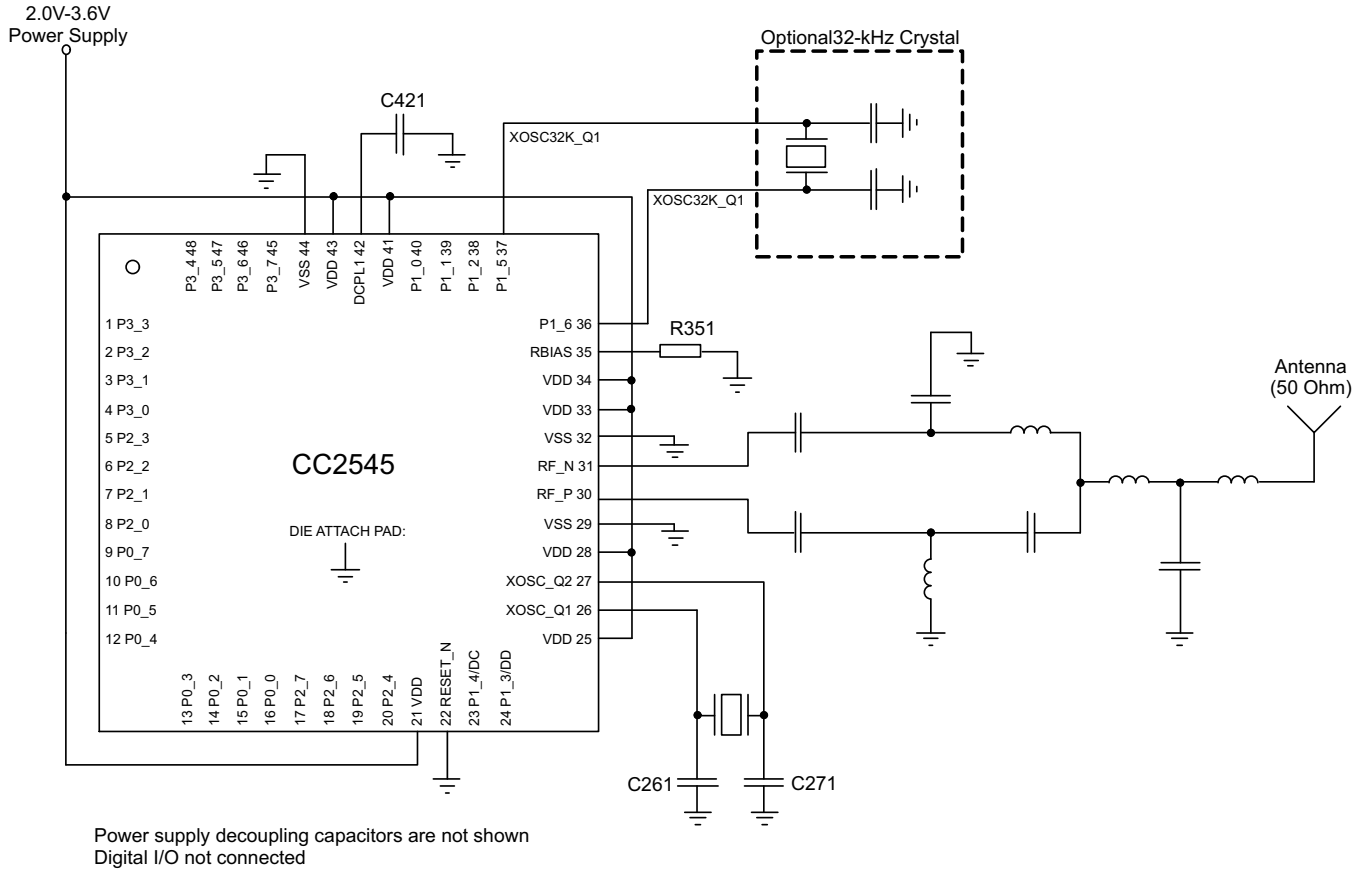 2.0V-3.6V
Power Supply
Optional32-kHz Crystal
C421
XOSC32K_Q1
XOSC32K_Q1
P3_4 48
P3_5 47
P3_6 46
P3_7 45
VSS 44
VDD 43
DCPL1 42
VDD 41
P1_0 40
P1_1 39
P1_2 38
P1_5 37
1 P3_3
2 P3_2
3 P3_1
4 P3_0
5 P2_3
6 P2_2
7 P2_1
8 P2_0
9 P0_7
10 P0_6
11 P0_5
12 P0_4
P1_6 36
RBIAS 35
VDD 34
VDD 33
VSS 32
RF_N 31
RF_P 30
VSS 29
VDD 28
XOSC_Q2 27
XOSC_Q1 26
VDD 25
R351
Antenna
(50 Ohm)
CC2545
DIE ATTACH PAD:
13 P0_3
14 P0_2
15 P0_1
16 P0_0
17 P2_7
18 P2_6
19 P2_5
20 P2_4
21 VDD
22 RESET_N
23 P1_4/DC
24 P1_3/DD
C261
C271
Power supply decoupling capacitors are not shown
Digital I/O not connected